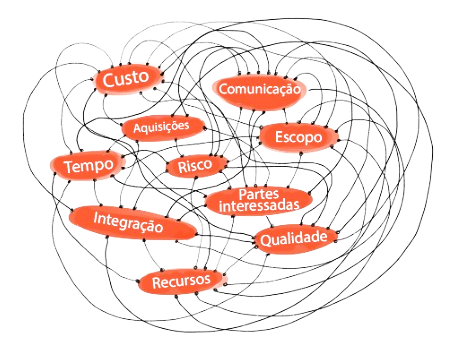 Custo
Comunicação
Aquisições
Escopo
Tempo
Risco
Partes
interessadas
Integração
Qualidade
Recursos